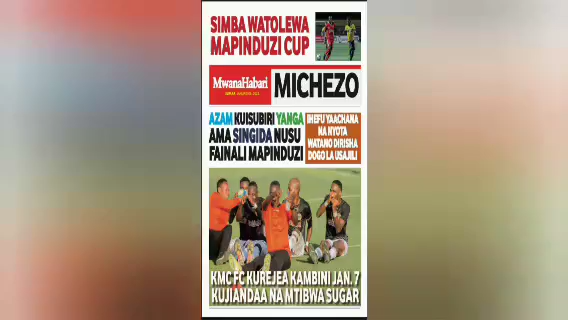 SIMBA WATOLEWA
MAPINDUZI CUP
MwanaHabari
MICHEZO
AZAM KUISUBIRI YANGA
AMA SINGIDA NUSU
FAINALI MAPINDUZI
IHEFU YAACHANA
NA NYOTA
WATANO DIRISHA
DOGO LA USAJILI
KMC FC KUREJEA KAMBINI JAN. 7
KUJIANDAA NA MTIBWA SUGAR